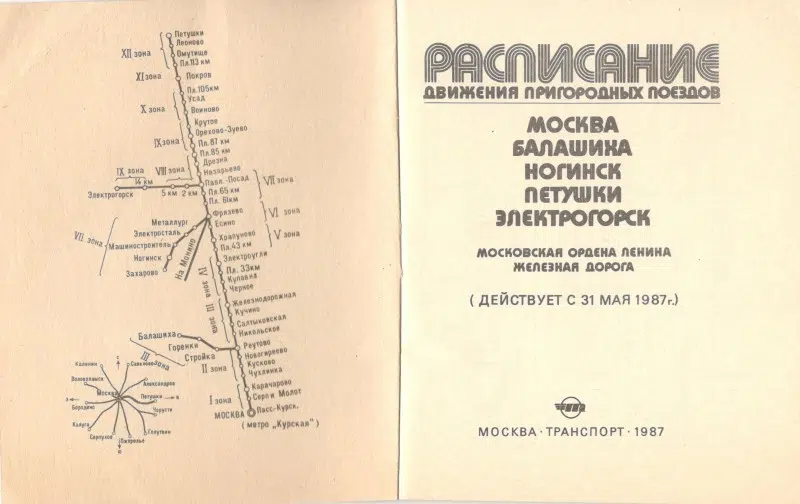 Петушки
Леоново
XII зона
Омутище
Пл. 113 км
XI зона
Покров
Пл. 105км
Усад
X зона
Воиново
Крутое
Орехово-Зуево
IX зона
Пл. 87 км
Пл. 85 км
Дрезна
IX зона
VIII зона
Назарьево
14 км
Павл.-Посад
VII зона
Электрогорск
5 км
2 км
Пл. 65 км
Пл. 61км
Фрязево
VI зона
Металлург
Есино
Электросталь
VII зона
Храпуново
V зона
Машиностроитель
Пл. 43 км
Ногинск
На Монино
Электроугли
Захарово
Пл. 33км
IV зона
Купавна
Черное
III зона
Железнодорожная
Кучино
Салтыковская
Никольское
Балашиха
Горенки
Реутово
III зона
Стройка
Новогиреево
II зона
Кусково
Чухлинка
Карачарово
I зона
Серп и Молот
МОСКВА
Пасс-Курск.
(метро „Курская")
С
Калинин
Савелово
Волоколамск
Александров
Москва
Петушки
З
В
Бородино
Черусти
Калуга
Голутвин
Серпухов
Ожерелье
Ю
РАСПИСАНИЕ
ДВИЖЕНИЯ ПРИГОРОДНЫХ ПОЕЗДОВ
МОСКВА
БАЛАШИХА
НОГИНСК
ПЕТУШКИ
ЭЛЕКТРОГОРСК
МОСКОВСКАЯ ОРДЕНА ЛЕНИНА
ЖЕЛЕЗНАЯ ДОРОГА
( ДЕЙСТВУЕТ С 31 МАЯ 1987г.)
МОСКВА · ТРАНСПОРТ · 1987